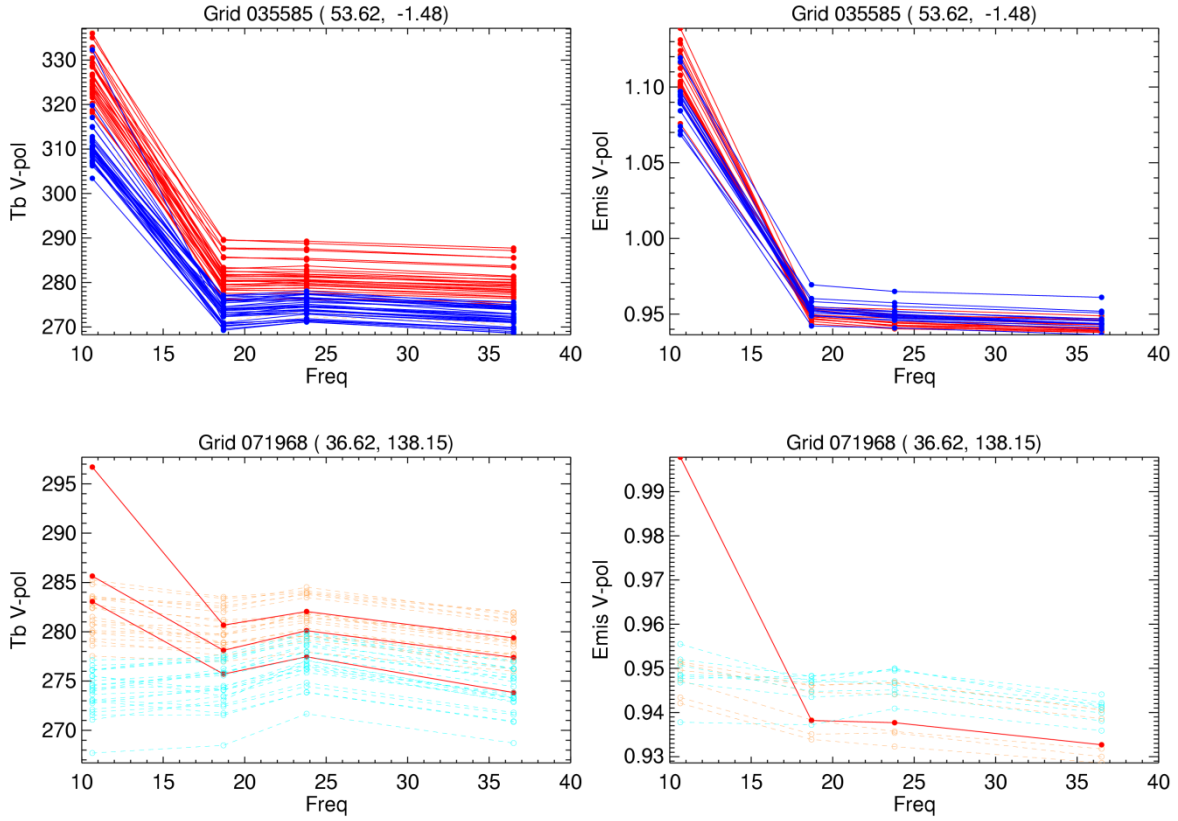 Grid 035585 ( 53.62, -1.48)
Tb V-pol
330
320
310
300
290
280
270
10 15 20 25 30 35 40
Freq
Grid 035585 ( 53.62, -1.48)
Emis V-pol
1.10
1.05
1.00
0.95
10 15 20 25 30 35 40
Freq
Grid 071968 ( 36.62, 138.15)
Tb V-pol
295
290
285
280
275
270
10 15 20 25 30 35 40
Freq
Grid 071968 ( 36.62, 138.15)
Emis V-pol
0.99
0.98
0.97
0.96
0.95
0.94
0.93
10 15 20 25 30 35 40
Freq